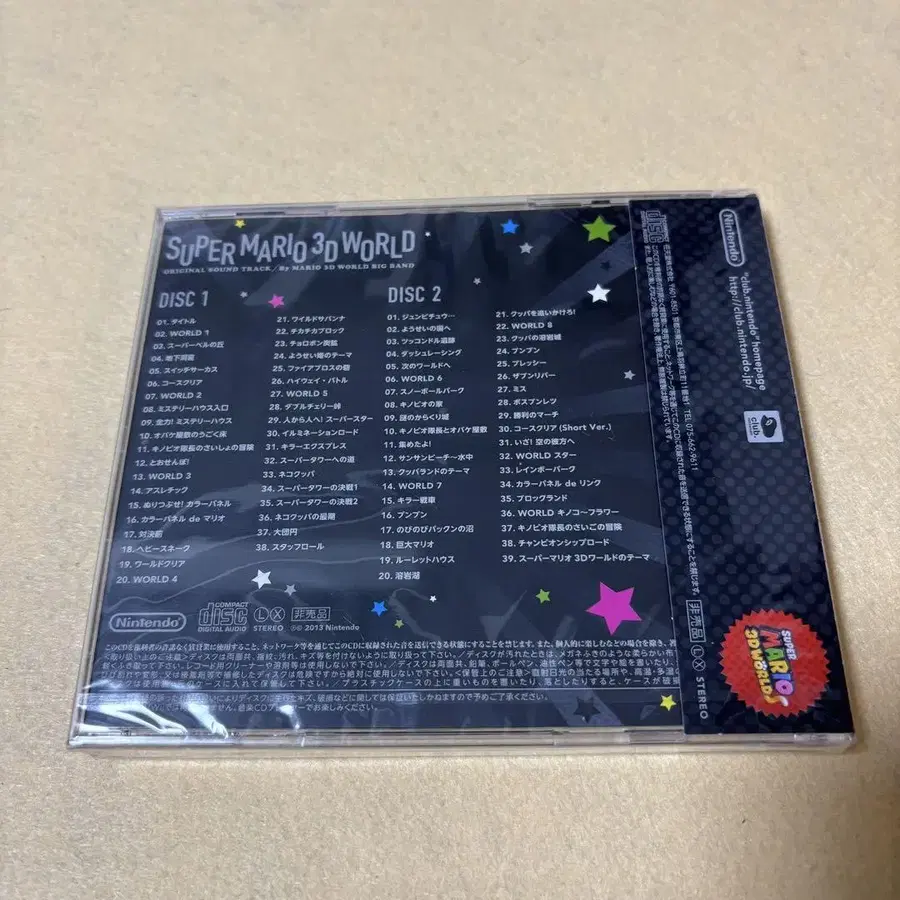 SUPER MARIO 3D WORLD
ORIGINAL SOUND TRACK / By MARIO 3D WORLD BIG BAND
DISC 1
01. タイトル
02. WORLD 1
03. スーパーベルの丘
04. 地下洞窟
05. スイッチサーカス
06. コースクリア
07. WORLD 2
08. ミステリーハウス入口
09. 全力! ミステリーハウス
10. オバケ屋敷のうごく床
11. キノピオ隊長のさいしょの冒険
12. とおせんぼ!
13. WORLD 3
14. アスレチック
15. ぬりつぶせ! カラーパネル
16. カラーパネル de マリオ
17. 対決前
18. ヘビースネーク
19. ワールドクリア
20. WORLD 4
21. ワイルドサバンナ
22. チカチカブロック
23. チョロボン炭鉱
24. ようせい姫のテーマ
25. ファイアブロスの砦
26. ハイウェイ・バトル
27. WORLD 5
28. ダブルチェリー峠
29. 人から人へ! スーパースター
30. イルミネーションロード
31. キラーエクスプレス
32. スーパータワーへの道
33. ネコクッパ
34. スーパータワーの決戦1
35. スーパータワーの決戦2
36. ネコクッパの最期
37. 大団円
38. スタッフロール
DISC 2
01. ジュンビチュウ…
02. ようせいの国へ
03. ツッコンドル遺跡
04. ダッシュレーシング
05. 次のワールドへ
06. WORLD 6
07. スノーボールパーク
08. キノピオの家
09. 謎のからくり城
10. キノピオ隊長とオバケ屋敷
11. 集めたよ!
12. サンサンビーチ〜水中
13. クッパランドのテーマ
14. WORLD 7
15. キラー戦車
16. ブンブン
17. のびのびパックンの沼
18. 巨大マリオ
19. ルーレットハウス
20. 溶岩湖
21. クッパを追いかけろ!
22. WORLD 8
23. クッパの溶岩城
24. プンプン
25. プレッシー
26. ザブンリバー
27. ミス
28. ボスブンレツ
29. 勝利のマーチ
30. コースクリア (Short Ver.)
31. いざ! 空の彼方へ
32. WORLD スター
33. レインボーパーク
34. カラーパネル de リンク
35. ブロックランド
36. WORLD キノコ〜フラワー
37. キノピオ隊長のさいごの冒険
38. チャンピオンシップロード
39. スーパーマリオ 3Dワールドのテーマ
Nintendo
COMPACT
disc
DIGITAL AUDIO
LX
STEREO
非売品
℗© 2013 Nintendo
Nintendo
"club.nintendo" homepage
http://club.nintendo.jp/
club.
disc
TEL 075-662-9611
非売品
LX
STEREO
SUPER
MARIO
3D WORLD